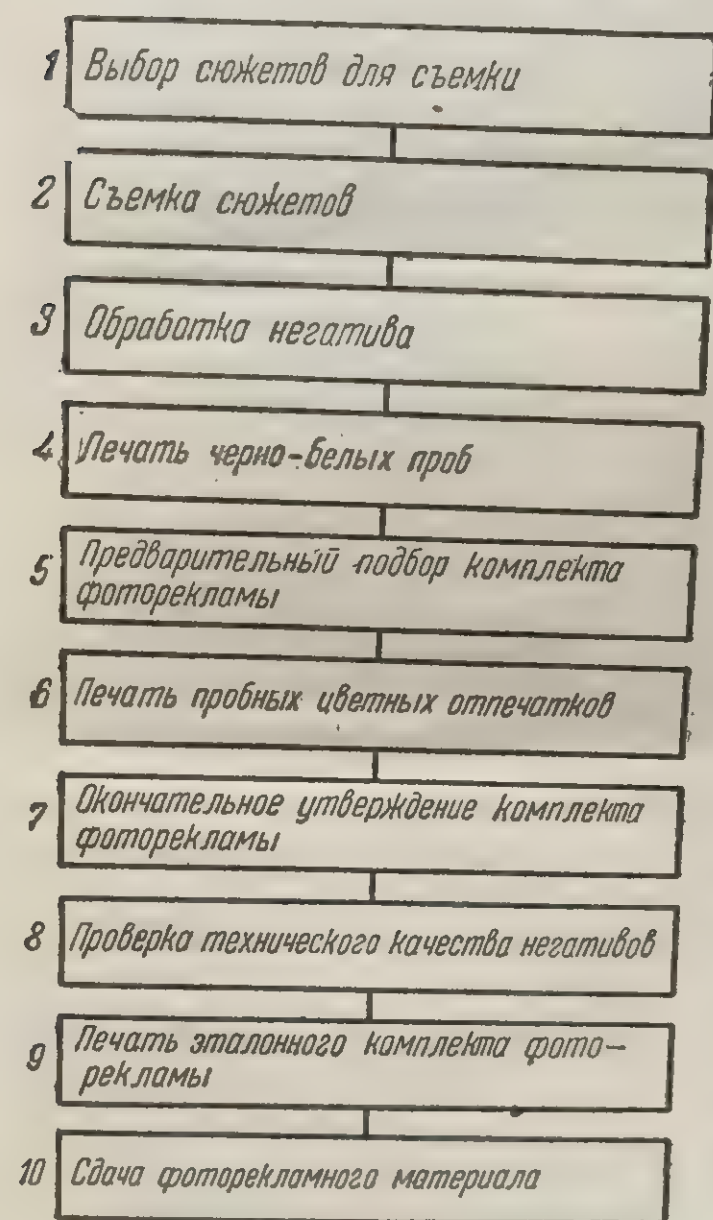 1 Выбор сюжетов для съемки
2 Съемка сюжетов
3 Обработка негатива
4 Печать черно-белых проб
5 Предварительный подбор комплекта
фоторекламы
6 Печать пробных цветных отпечатков
7 Окончательное утверждение комплекта
фоторекламы
8 Проверка технического качества негативов
9 Печать эталонного комплекта фото-
рекламы
10 Сдача фоторекламного материала